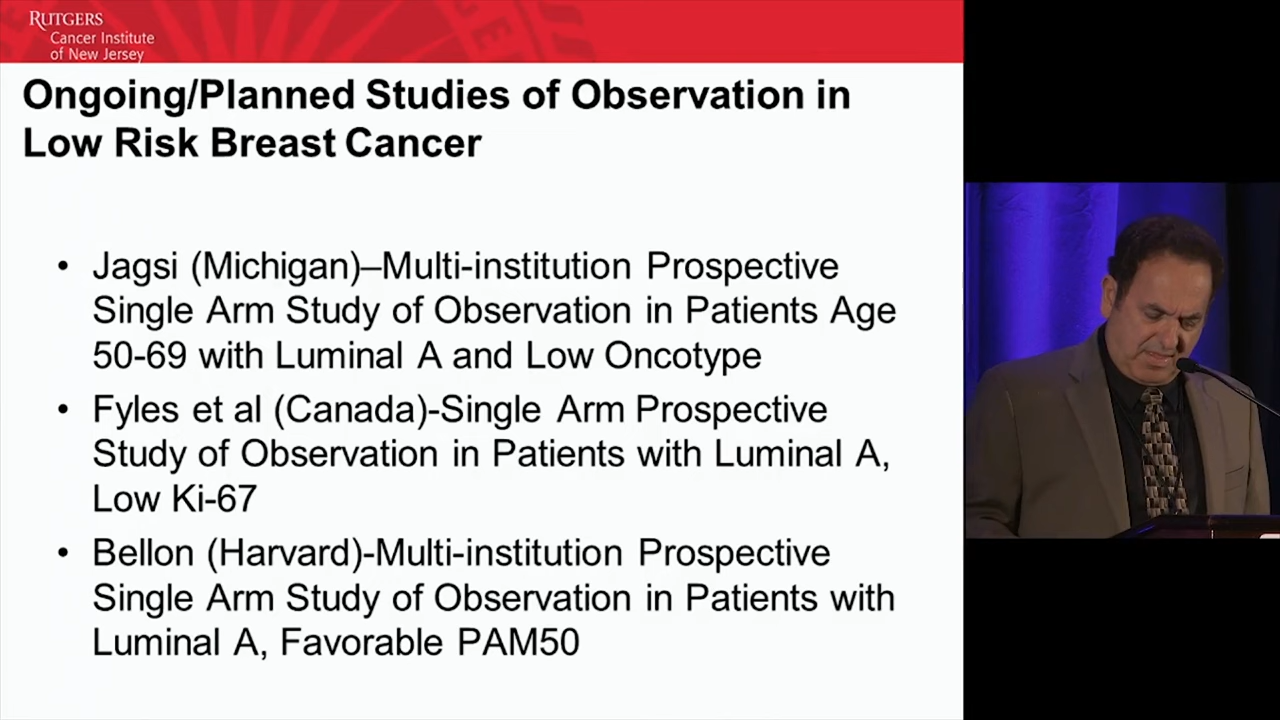 RUTGERS
Cancer Institute
of New Jersey
Ongoing/Planned Studies of Observation in
Low Risk Breast Cancer
• Jagsi (Michigan)–Multi-institution Prospective
Single Arm Study of Observation in Patients Age
50-69 with Luminal A and Low Oncotype
• Fyles et al (Canada)-Single Arm Prospective
Study of Observation in Patients with Luminal A,
Low Ki-67
• Bellon (Harvard)-Multi-institution Prospective
Single Arm Study of Observation in Patients with
Luminal A, Favorable PAM50